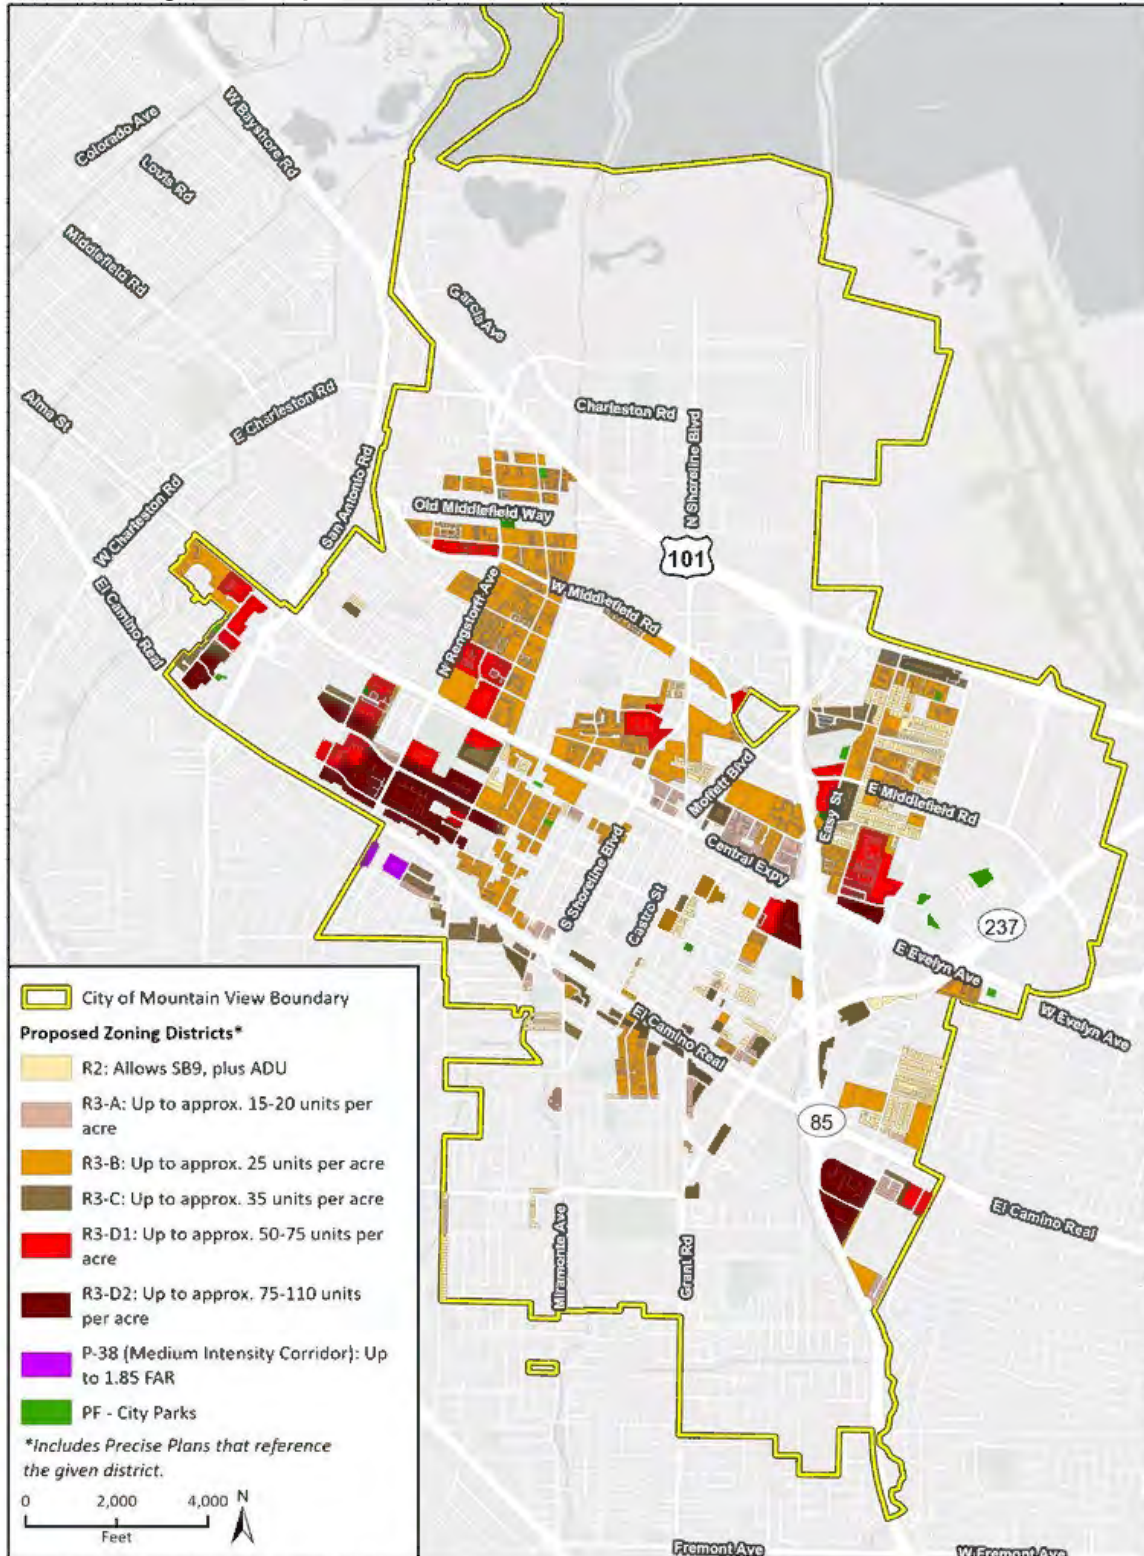 Colorado Ave
Louis Rd
W Bayshore Rd
Middlefield Rd
Garcia Ave
Alma St
E Charleston Rd
Charleston Rd
N Shoreline Blvd
San Antonio Rd
W Charleston Rd
Old Middlefield Way
101
El Camino Real
N Rengstorff Ave
W Middlefield Rd
Moffett Blvd
Easy St
E Middlefield Rd
Central Expy
S Shoreline Blvd
Castro St
237
E Evelyn Ave
W Evelyn Ave
El Camino Real
85
El Camino Real
Miramonte Ave
Grant Rd
Fremont Ave
W Fremont Ave
City of Mountain View Boundary
Proposed Zoning Districts*
R2: Allows SB9, plus ADU
R3-A: Up to approx. 15-20 units per
acre
R3-B: Up to approx. 25 units per acre
R3-C: Up to approx. 35 units per acre
R3-D1: Up to approx. 50-75 units per
acre
R3-D2: Up to approx. 75-110 units
per acre
P-38 (Medium Intensity Corridor): Up
to 1.85 FAR
PF - City Parks
*Includes Precise Plans that reference
the given district.
0 2,000 4,000 N
Feet